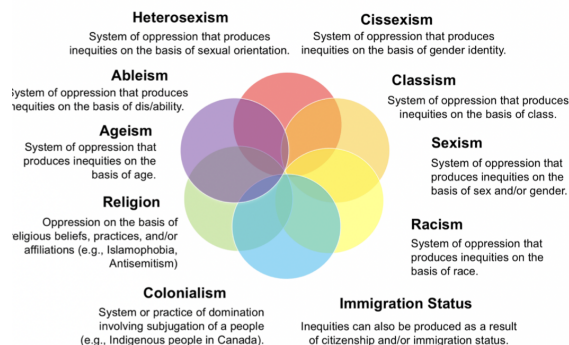 Heterosexism
System of oppression that produces
inequities on the basis of sexual orientation.
Cissexism
System of oppression that produces
inequities on the basis of gender identity.
Ableism
System of oppression that produces
inequities on the basis of dis/ability.
Classism
System of oppression that produces
inequities on the basis of class.
Ageism
System of oppression that
produces inequities on the
basis of age.
Sexism
System of oppression that
produces inequities on the
basis of sex and/or gender.
Religion
Oppression on the basis of
religious beliefs, practices, and/or
affiliations (e.g., Islamophobia,
Antisemitism)
Racism
System of oppression that
produces inequities on the
basis of race.
Colonialism
System or practice of domination
involving subjugation of a people
(e.g., Indigenous people in Canada).
Immigration Status
Inequities can also be produced as a result
of citizenship and/or immigration status.